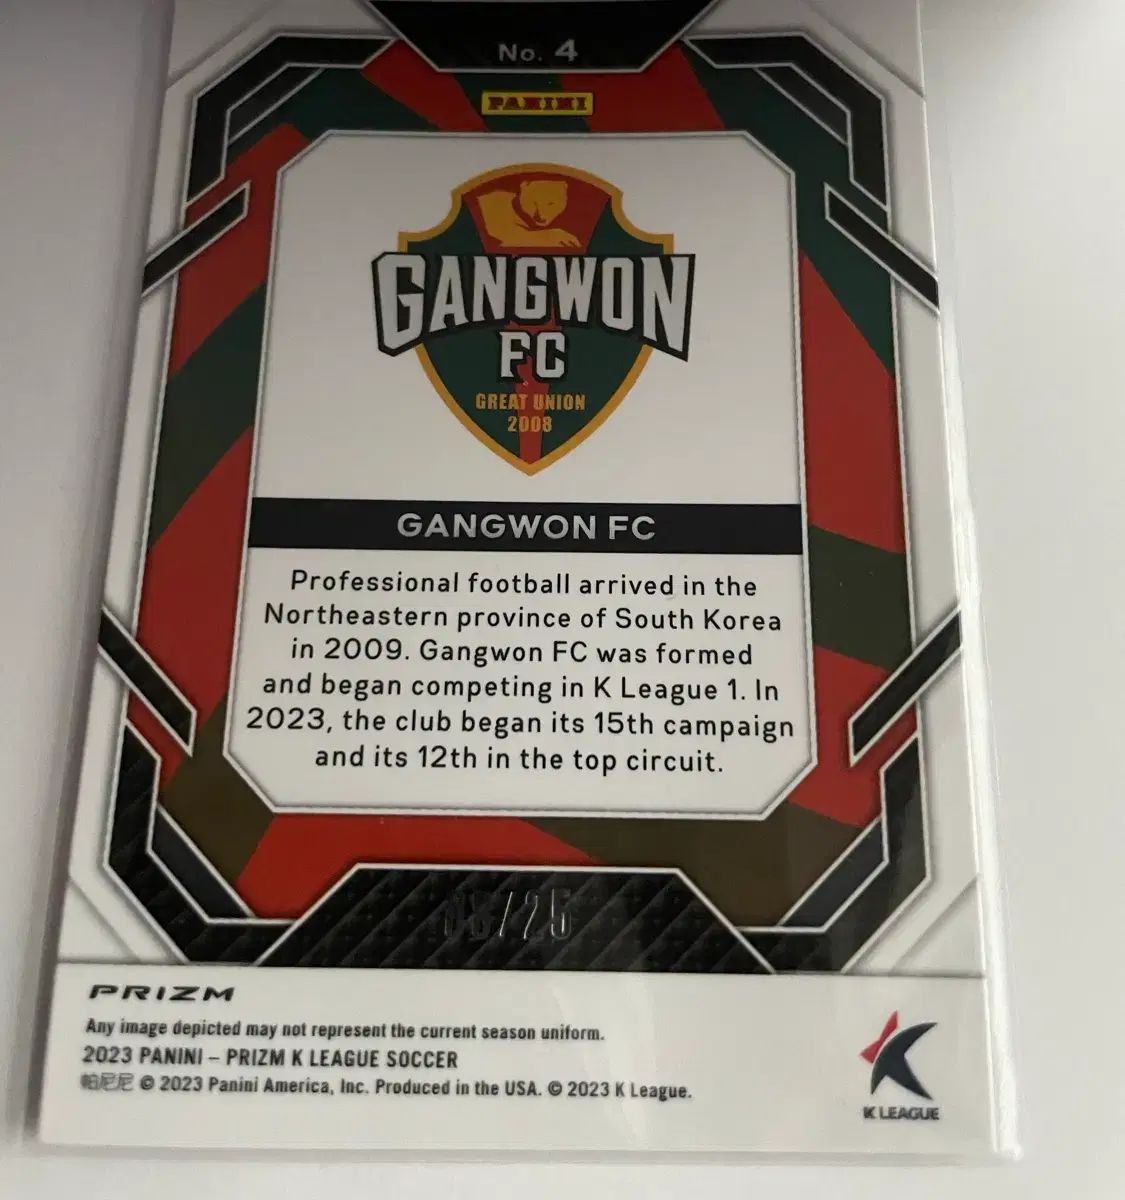 No. 4
PANINI
GANGWON
FC
GREAT UNION
2008
GANGWON FC
Professional football arrived in the
Northeastern province of South Korea
in 2009. Gangwon FC was formed
and began competing in K League 1. In
2023, the club began its 15th campaign
and its 12th in the top circuit.
/25
PRIZM
Any image depicted may not represent the current season uniform.
2023 PANINI – PRIZM K LEAGUE SOCCER
帕尼尼 © 2023 Panini America, Inc. Produced in the USA. © 2023 K League.
K LEAGUE